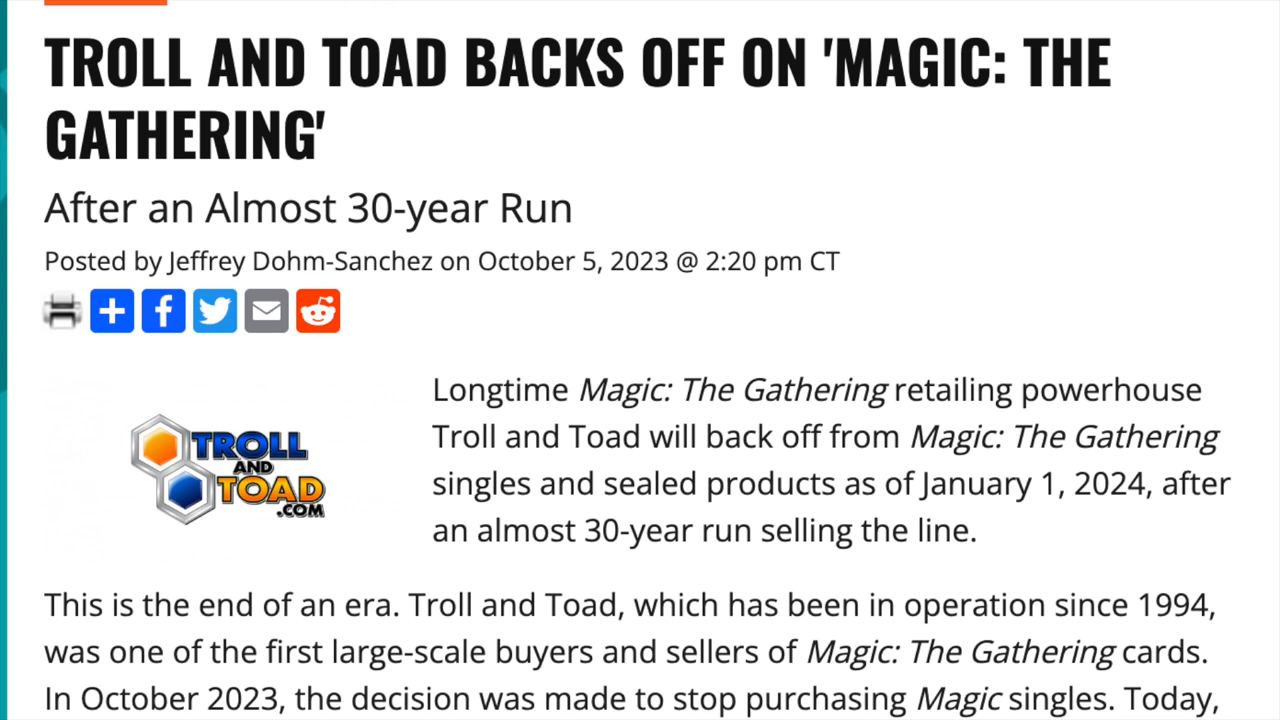 TROLL AND TOAD BACKS OFF ON 'MAGIC: THE
GATHERING'
After an Almost 30-year Run
Posted by Jeffrey Dohm-Sanchez on October 5, 2023 @ 2:20 pm CT
TROLL
AND
TOAD
.COM
Longtime Magic: The Gathering retailing powerhouse
Troll and Toad will back off from Magic: The Gathering
singles and sealed products as of January 1, 2024, after
an almost 30-year run selling the line.
This is the end of an era. Troll and Toad, which has been in operation since 1994,
was one of the first large-scale buyers and sellers of Magic: The Gathering cards.
In October 2023, the decision was made to stop purchasing Magic singles. Today,